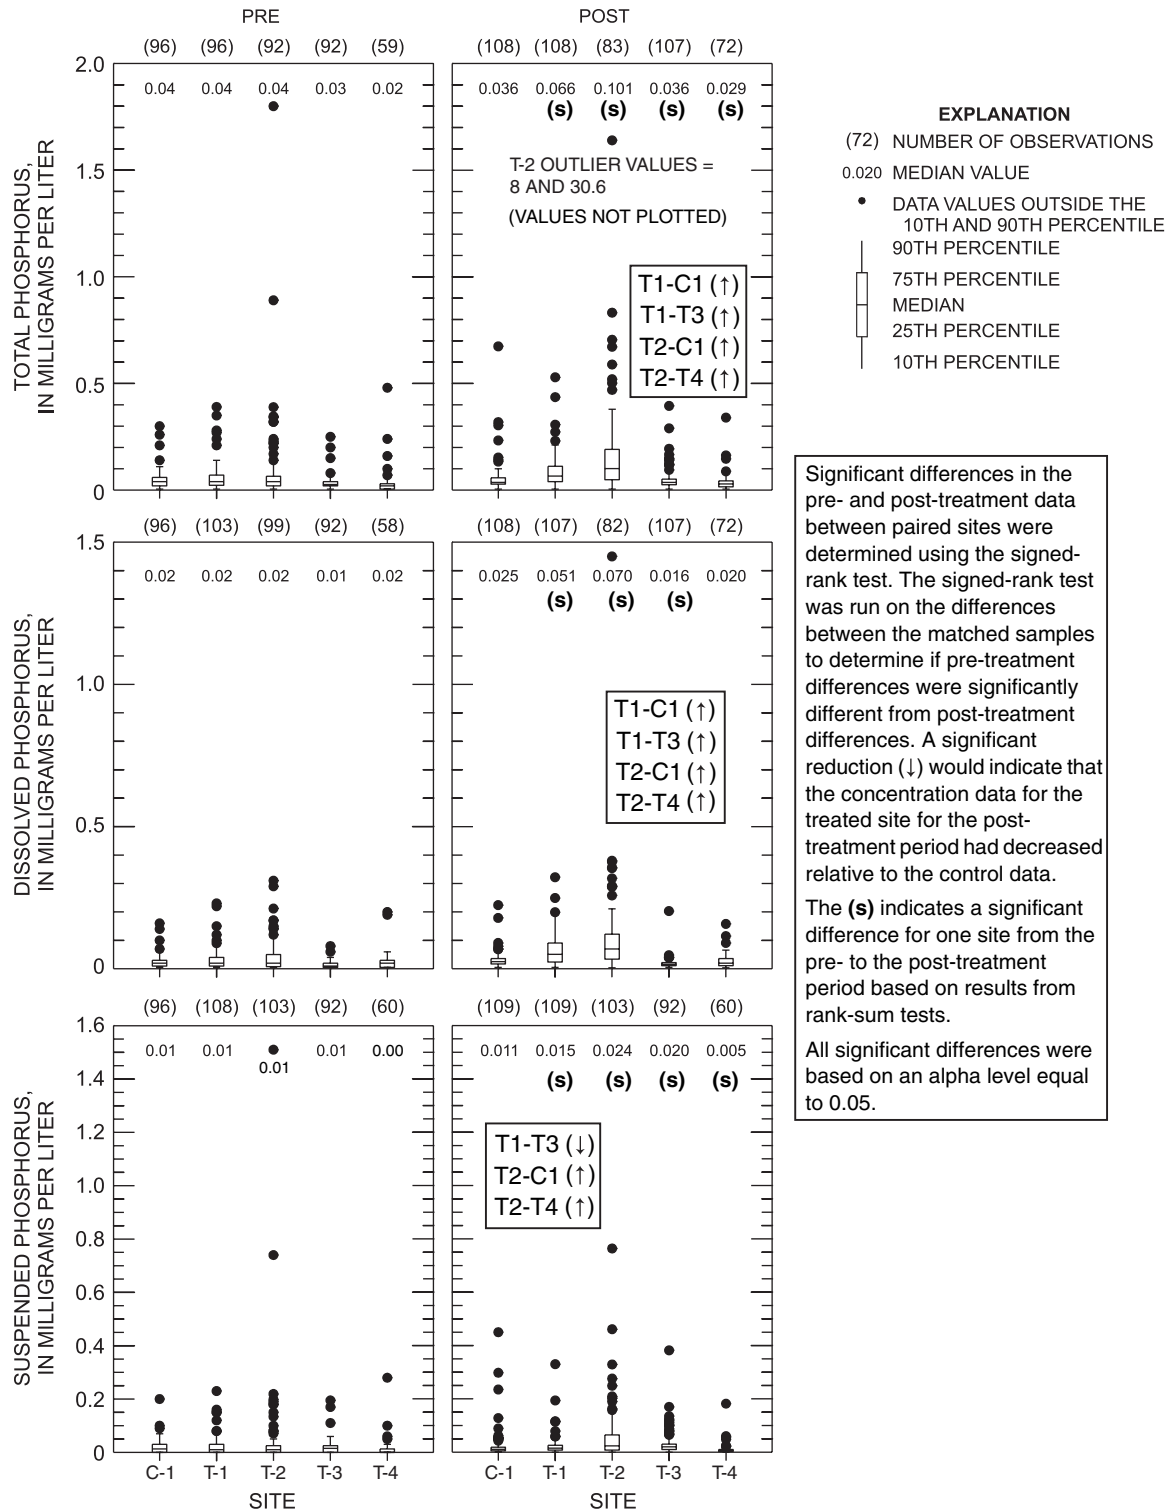 PRE
POST
(96) (96) (92) (92) (59)
(108) (108) (83) (107) (72)
TOTAL PHOSPHORUS,
IN MILLIGRAMS PER LITER
2.0
1.5
1.0
0.5
0
0.04 0.04 0.04 0.03 0.02
0.036 0.066 0.101 0.036 0.029
(s) (s) (s) (s)
T-2 OUTLIER VALUES =
8 AND 30.6
(VALUES NOT PLOTTED)
T1-C1 (↑)
T1-T3 (↑)
T2-C1 (↑)
T2-T4 (↑)
(96) (103) (99) (92) (58)
(108) (107) (82) (107) (72)
DISSOLVED PHOSPHORUS,
IN MILLIGRAMS PER LITER
1.5
1.0
0.5
0
0.02 0.02 0.02 0.01 0.02
0.025 0.051 0.070 0.016 0.020
(s) (s) (s)
T1-C1 (↑)
T1-T3 (↑)
T2-C1 (↑)
T2-T4 (↑)
(96) (108) (103) (92) (60)
(109) (109) (103) (92) (60)
SUSPENDED PHOSPHORUS,
IN MILLIGRAMS PER LITER
1.6
1.4
1.2
1.0
0.8
0.6
0.4
0.2
0
0.01 0.01 0.01 0.01 0.00
0.011 0.015 0.024 0.020 0.005
(s) (s) (s) (s)
T1-T3 (↓)
T2-C1 (↑)
T2-T4 (↑)
C-1 T-1 T-2 T-3 T-4
C-1 T-1 T-2 T-3 T-4
SITE
SITE
EXPLANATION
(72) NUMBER OF OBSERVATIONS
0.020 MEDIAN VALUE
DATA VALUES OUTSIDE THE
10TH AND 90TH PERCENTILE
90TH PERCENTILE
75TH PERCENTILE
MEDIAN
25TH PERCENTILE
10TH PERCENTILE
Significant differences in the
pre- and post-treatment data
between paired sites were
determined using the signed-
rank test. The signed-rank test
was run on the differences
between the matched samples
to determine if pre-treatment
differences were significantly
different from post-treatment
differences. A significant
reduction (↓) would indicate that
the concentration data for the
treated site for the post-
treatment period had decreased
relative to the control data.
The (s) indicates a significant
difference for one site from the
pre- to the post-treatment
period based on results from
rank-sum tests.
All significant differences were
based on an alpha level equal
to 0.05.